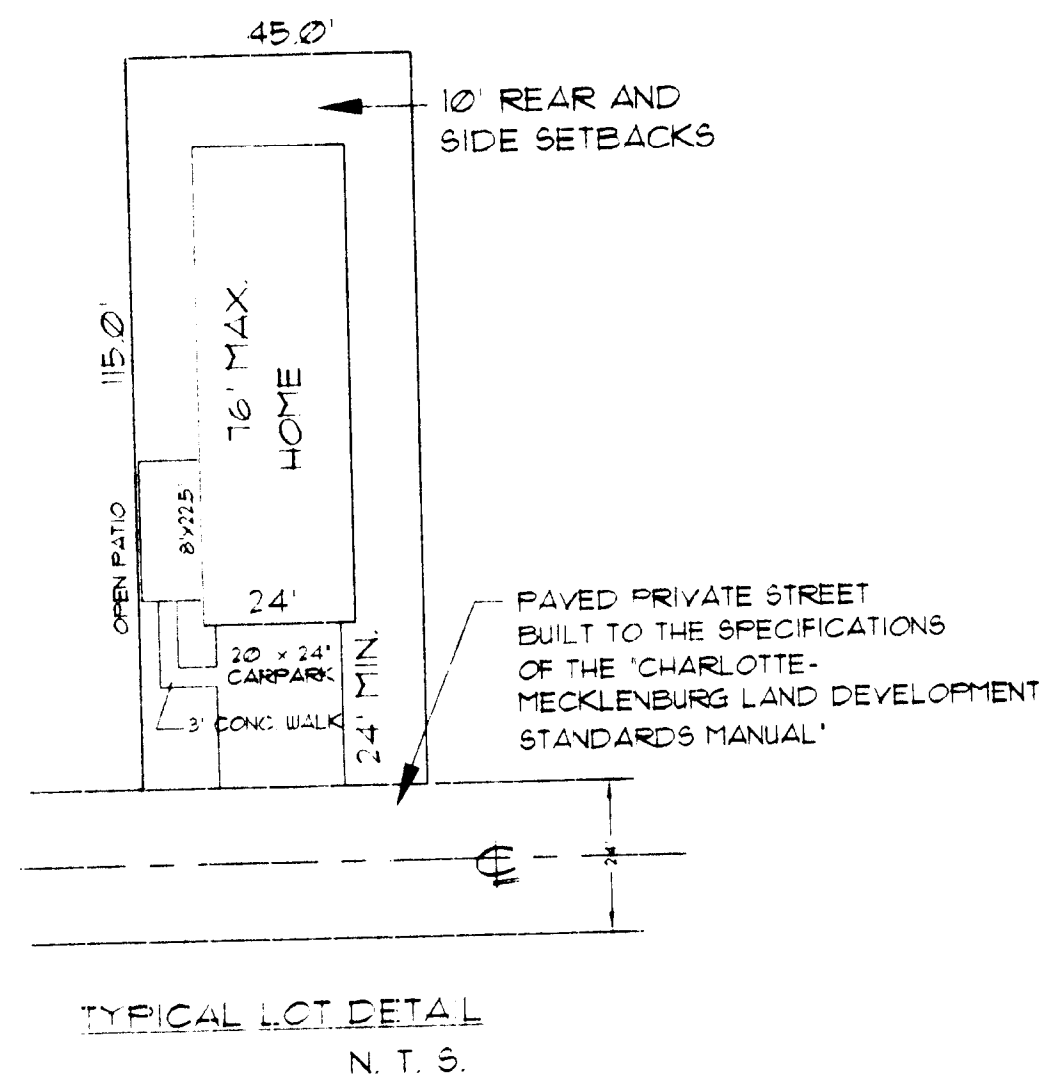 45.0'
10' REAR AND
SIDE SETBACKS
115.0'
76' MAX.
HOME
OPEN PATIO
8'x22.5'
24'
20 x 24'
CARPARK
24' MIN.
3' CONC. WALK
PAVED PRIVATE STREET
BUILT TO THE SPECIFICATIONS
OF THE "CHARLOTTE-
MECKLENBURG LAND DEVELOPMENT
STANDARDS MANUAL"
24'
TYPICAL LOT DETAIL
N. T. S.